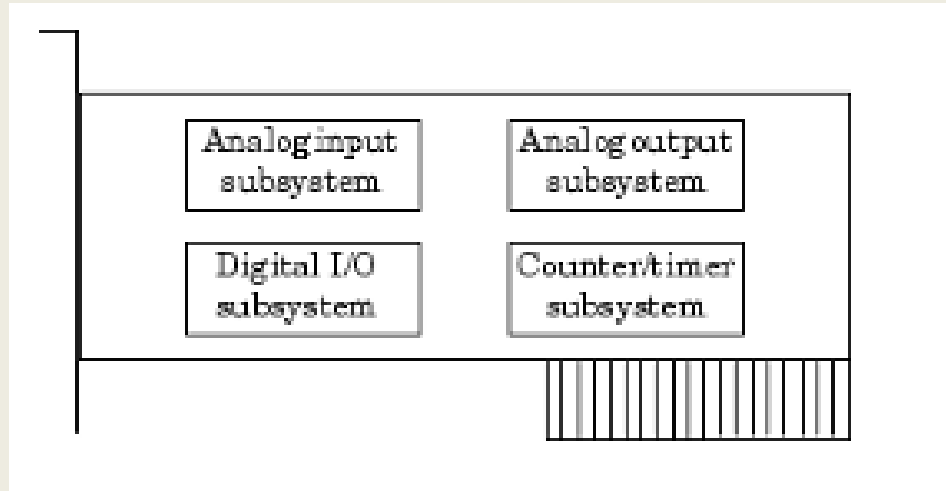 Analog input
subsystem
Analog output
subsystem
Digital I/O
subsystem
Counter/timer
subsystem